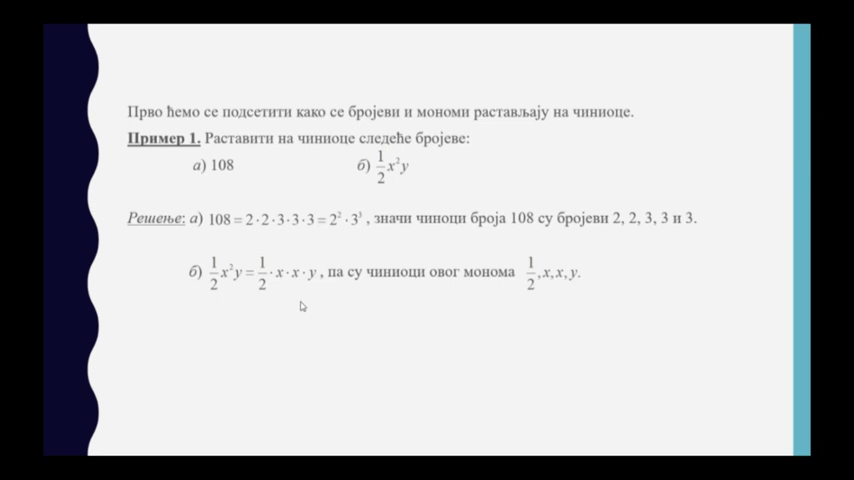 Прво ћемо се подсетити како се бројеви и мономи растављају на чиниоце.
Пример 1. Раставити на чиниоце следеће бројеве:
а) 108 б) 1/2 x²y
Решење: а) 108 = 2 · 2 · 3 · 3 · 3 = 2² · 3³ , значи чиноци броја 108 су бројеви 2, 2, 3, 3 и 3.
б) 1/2 x²y = 1/2 · x · x · y , па су чиниоци овог монома 1/2, x, x, y.